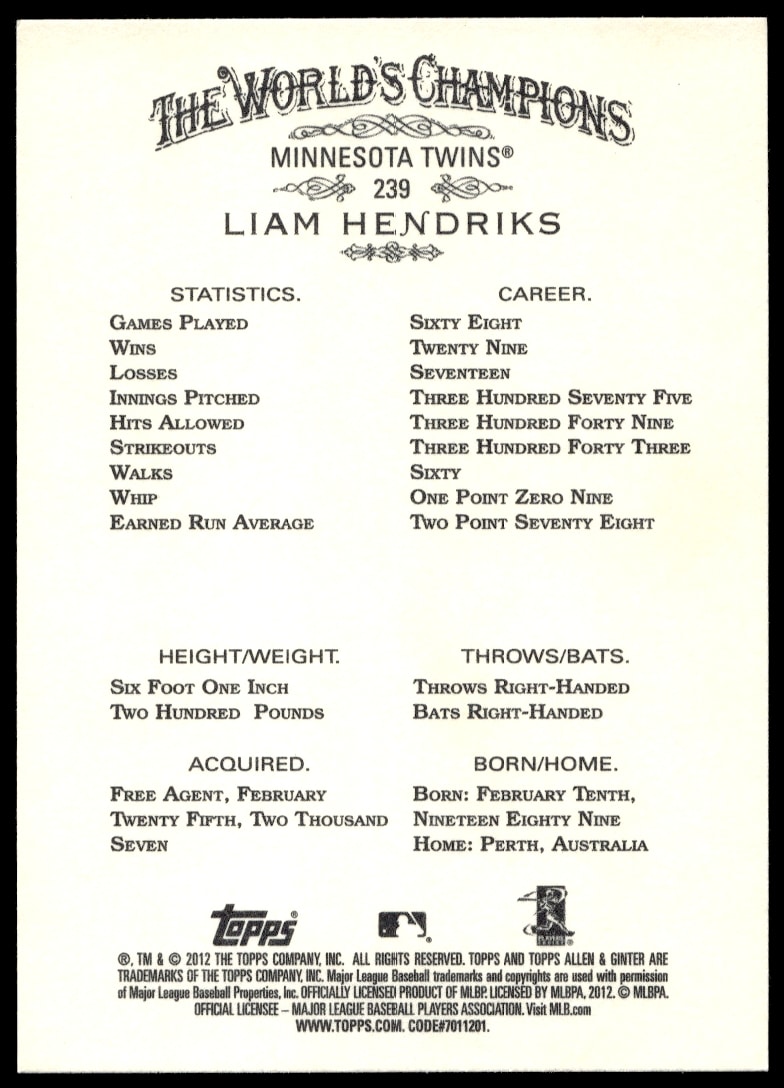 THE WORLD'S CHAMPIONS
MINNESOTA TWINS®
239
LIAM HENDRIKS
STATISTICS. CAREER.
GAMES PLAYED SIXTY EIGHT
WINS TWENTY NINE
LOSSES SEVENTEEN
INNINGS PITCHED THREE HUNDRED SEVENTY FIVE
HITS ALLOWED THREE HUNDRED FORTY NINE
STRIKEOUTS THREE HUNDRED FORTY THREE
WALKS SIXTY
WHIP ONE POINT ZERO NINE
EARNED RUN AVERAGE TWO POINT SEVENTY EIGHT
HEIGHT/WEIGHT. THROWS/BATS.
SIX FOOT ONE INCH THROWS RIGHT-HANDED
TWO HUNDRED POUNDS BATS RIGHT-HANDED
ACQUIRED. BORN/HOME.
FREE AGENT, FEBRUARY BORN: FEBRUARY TENTH,
TWENTY FIFTH, TWO THOUSAND NINETEEN EIGHTY NINE
SEVEN HOME: PERTH, AUSTRALIA
Topps®
®, TM & © 2012 THE TOPPS COMPANY, INC. ALL RIGHTS RESERVED. TOPPS AND TOPPS ALLEN & GINTER ARE
TRADEMARKS OF THE TOPPS COMPANY, INC. Major League Baseball trademarks and copyrights are used with permission
of Major League Baseball Properties, Inc. OFFICIALLY LICENSED PRODUCT OF MLBP. LICENSED BY MLBPA, 2012. © MLBPA.
OFFICIAL LICENSEE – MAJOR LEAGUE BASEBALL PLAYERS ASSOCIATION. Visit MLB.com
WWW.TOPPS.COM. CODE#7011201.